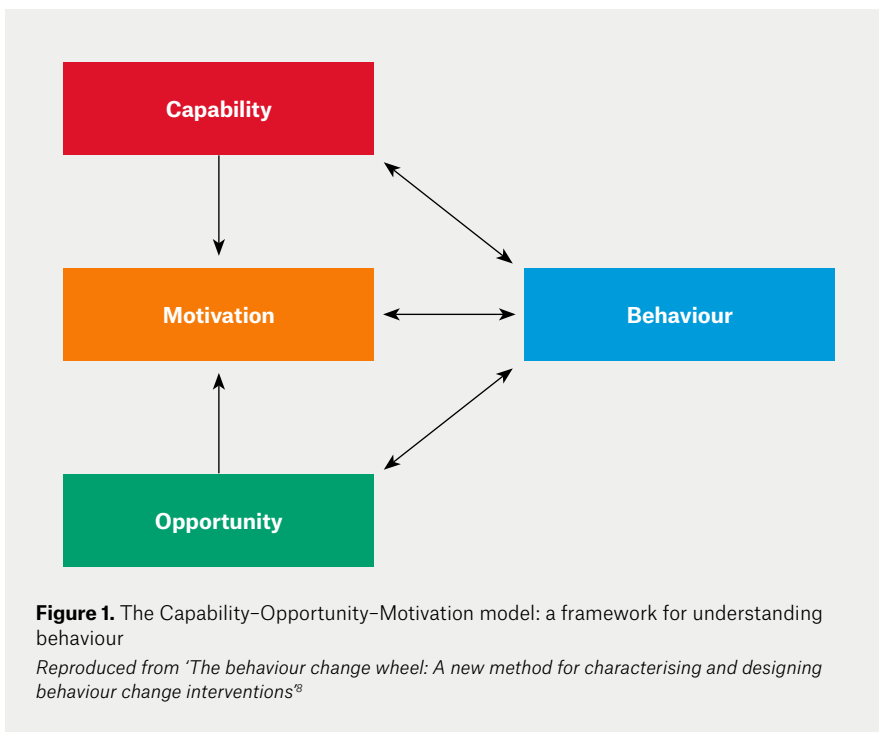 Capability
Motivation
Behaviour
Opportunity
Figure 1. The Capability–Opportunity–Motivation model: a framework for understanding
behaviour
Reproduced from ‘The behaviour change wheel: A new method for characterising and designing
behaviour change interventions’8